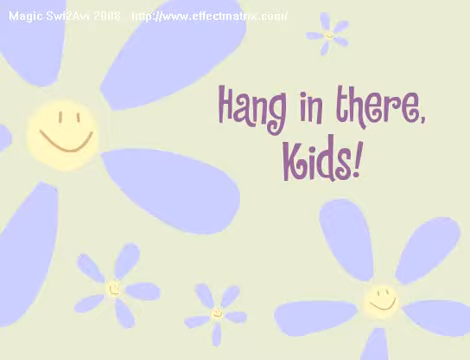 Magic Swf2Avi 2008 http://www.effectmatrix.com/
Hang in there,
Kids!